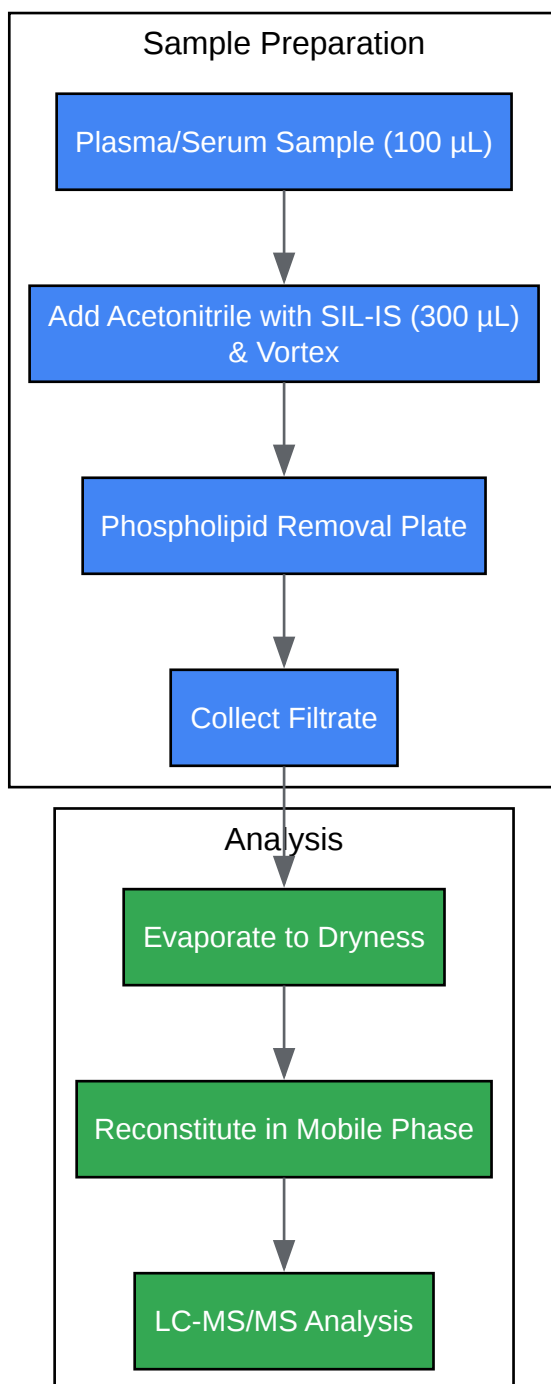 Sample Preparation
Plasma/Serum Sample (100 µL)
Add Acetonitrile with SIL-IS (300 µL)
& Vortex
Phospholipid Removal Plate
Collect Filtrate
Analysis
Evaporate to Dryness
Reconstitute in Mobile Phase
LC-MS/MS Analysis